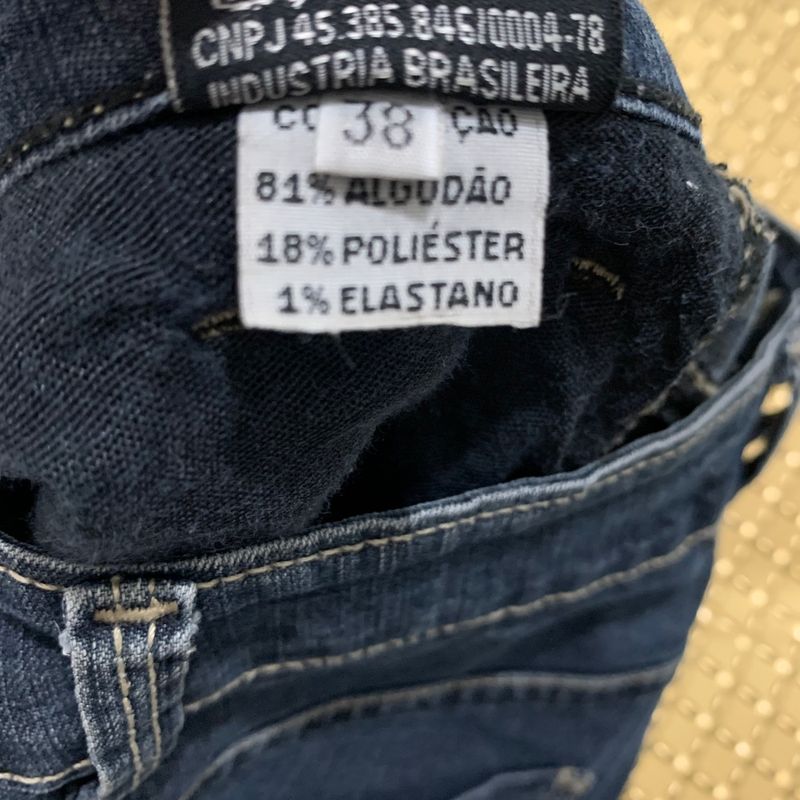 CNPJ 45.385.846/0004-78
INDUSTRIA BRASILEIRA
38
81% ALGODÃO
18% POLIÉSTER
1% ELASTANO